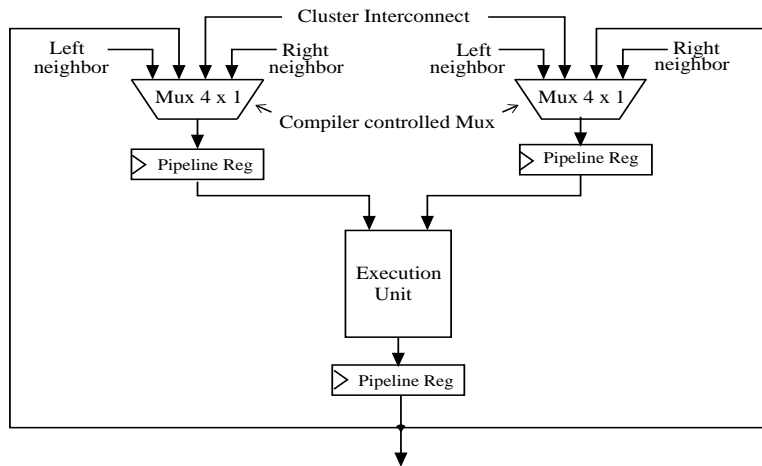 Cluster Interconnect
Left
neighbor
Right
neighbor
Left
neighbor
Right
neighbor
Mux 4 x 1
Mux 4 x 1
Compiler controlled Mux
Pipeline Reg
Pipeline Reg
Execution
Unit
Pipeline Reg